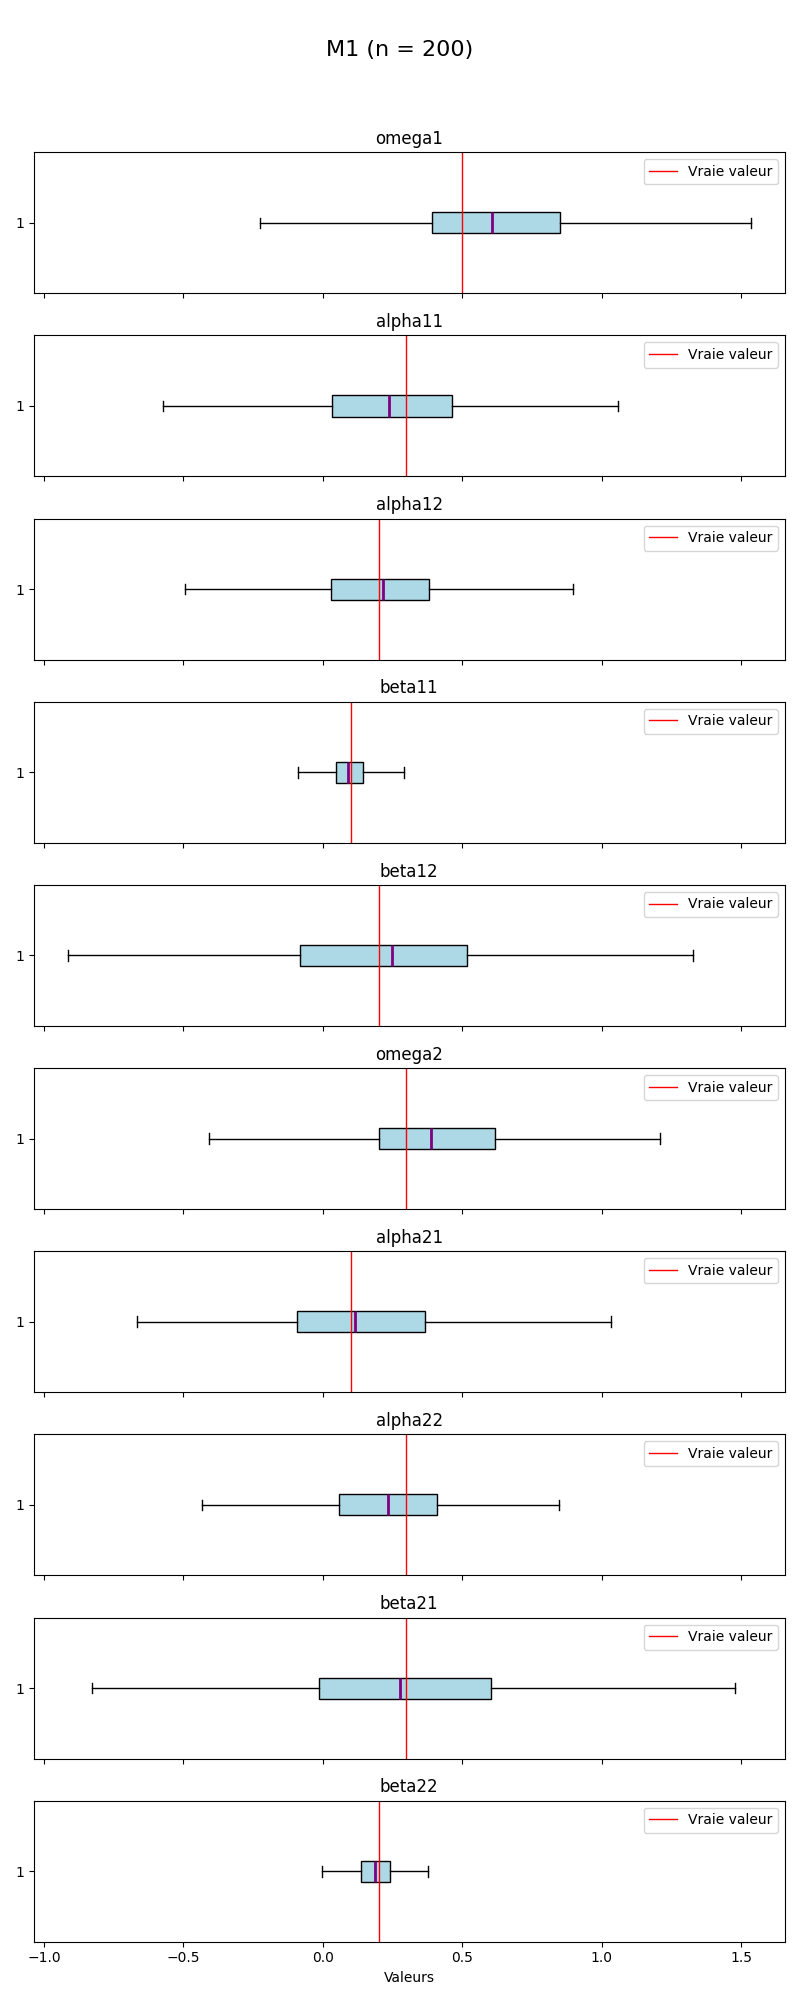 M1 (n = 200)
omega1
Vraie valeur
1
alpha11
Vraie valeur
1
alpha12
Vraie valeur
1
beta11
Vraie valeur
1
beta12
Vraie valeur
1
omega2
Vraie valeur
1
alpha21
Vraie valeur
1
alpha22
Vraie valeur
1
beta21
Vraie valeur
1
beta22
Vraie valeur
1
−1.0 −0.5 0.0 0.5 1.0 1.5
Valeurs